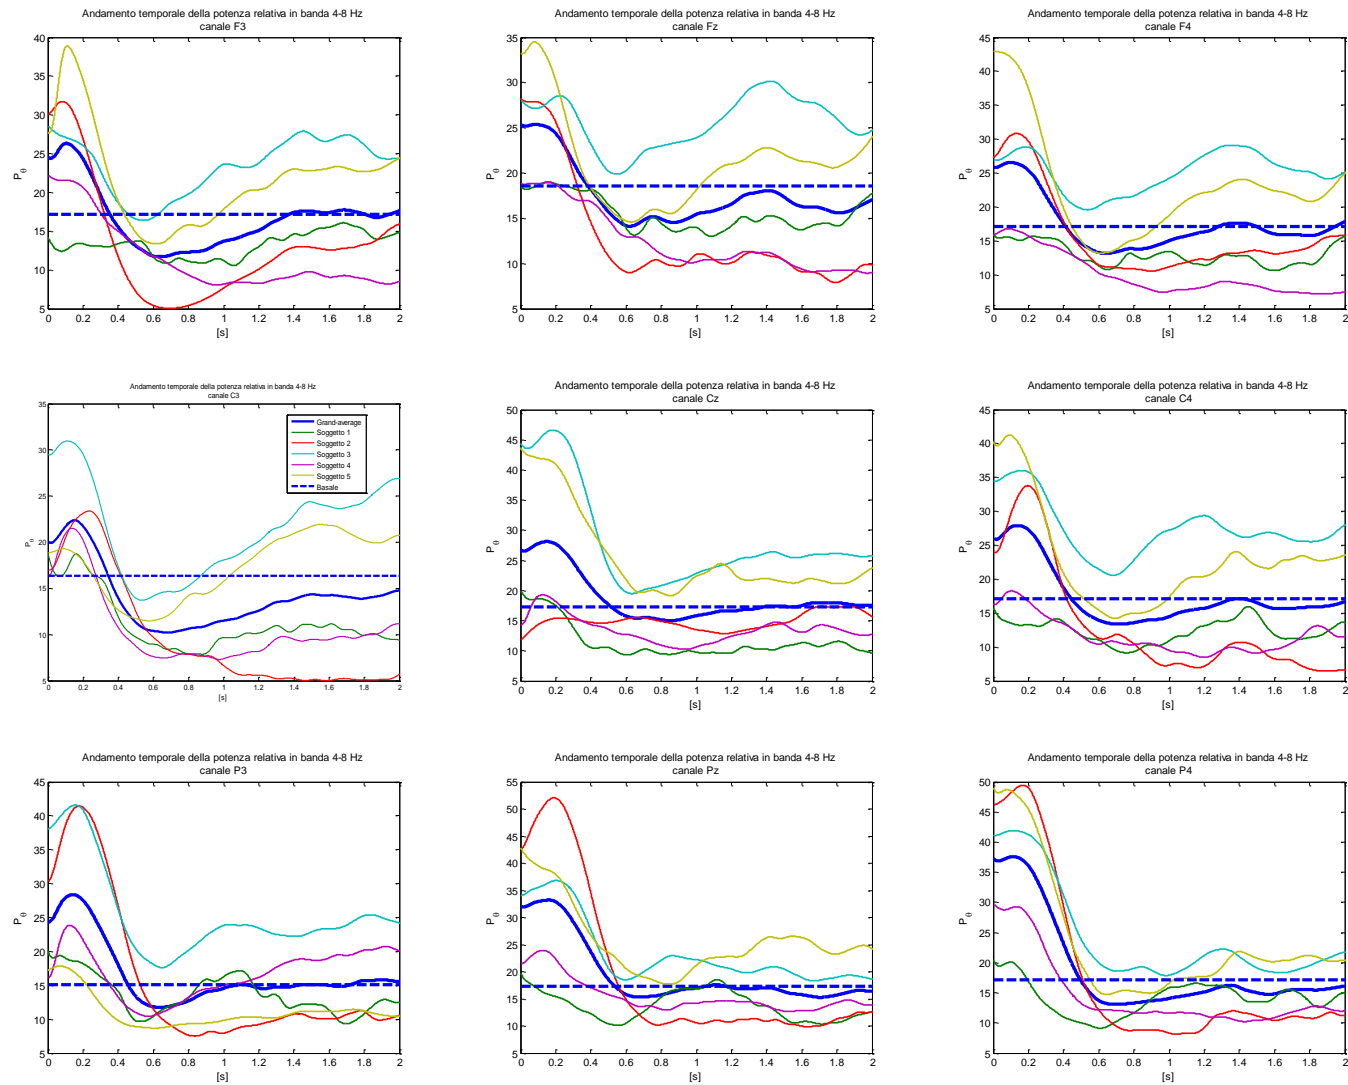 Andamento temporale della potenza relativa in banda 4-8 Hz
canale F3
40
35
30
25
20
15
10
5
Pθ
0 0.2 0.4 0.6 0.8 1 1.2 1.4 1.6 1.8 2
[s]
Andamento temporale della potenza relativa in banda 4-8 Hz
canale Fz
35
30
25
20
15
10
5
Pθ
0 0.2 0.4 0.6 0.8 1 1.2 1.4 1.6 1.8 2
[s]
Andamento temporale della potenza relativa in banda 4-8 Hz
canale F4
45
40
35
30
25
20
15
10
5
Pθ
0 0.2 0.4 0.6 0.8 1 1.2 1.4 1.6 1.8 2
[s]
Andamento temporale della potenza relativa in banda 4-8 Hz
canale C3
35
30
25
20
15
10
5
Pθ
Grand-average
Soggetto 1
Soggetto 2
Soggetto 3
Soggetto 4
Soggetto 5
Basale
0 0.2 0.4 0.6 0.8 1 1.2 1.4 1.6 1.8 2
[s]
Andamento temporale della potenza relativa in banda 4-8 Hz
canale Cz
50
45
40
35
30
25
20
15
10
5
Pθ
0 0.2 0.4 0.6 0.8 1 1.2 1.4 1.6 1.8 2
[s]
Andamento temporale della potenza relativa in banda 4-8 Hz
canale C4
45
40
35
30
25
20
15
10
5
Pθ
0 0.2 0.4 0.6 0.8 1 1.2 1.4 1.6 1.8 2
[s]
Andamento temporale della potenza relativa in banda 4-8 Hz
canale P3
45
40
35
30
25
20
15
10
5
Pθ
0 0.2 0.4 0.6 0.8 1 1.2 1.4 1.6 1.8 2
[s]
Andamento temporale della potenza relativa in banda 4-8 Hz
canale Pz
55
50
45
40
35
30
25
20
15
10
5
Pθ
0 0.2 0.4 0.6 0.8 1 1.2 1.4 1.6 1.8 2
[s]
Andamento temporale della potenza relativa in banda 4-8 Hz
canale P4
50
45
40
35
30
25
20
15
10
5
Pθ
0 0.2 0.4 0.6 0.8 1 1.2 1.4 1.6 1.8 2
[s]